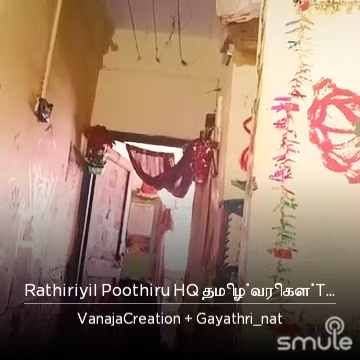 Rathiriyil Poothiru HQ தமிழ்வரிகள்T...
VanajaCreation + Gayathri_nat
smule